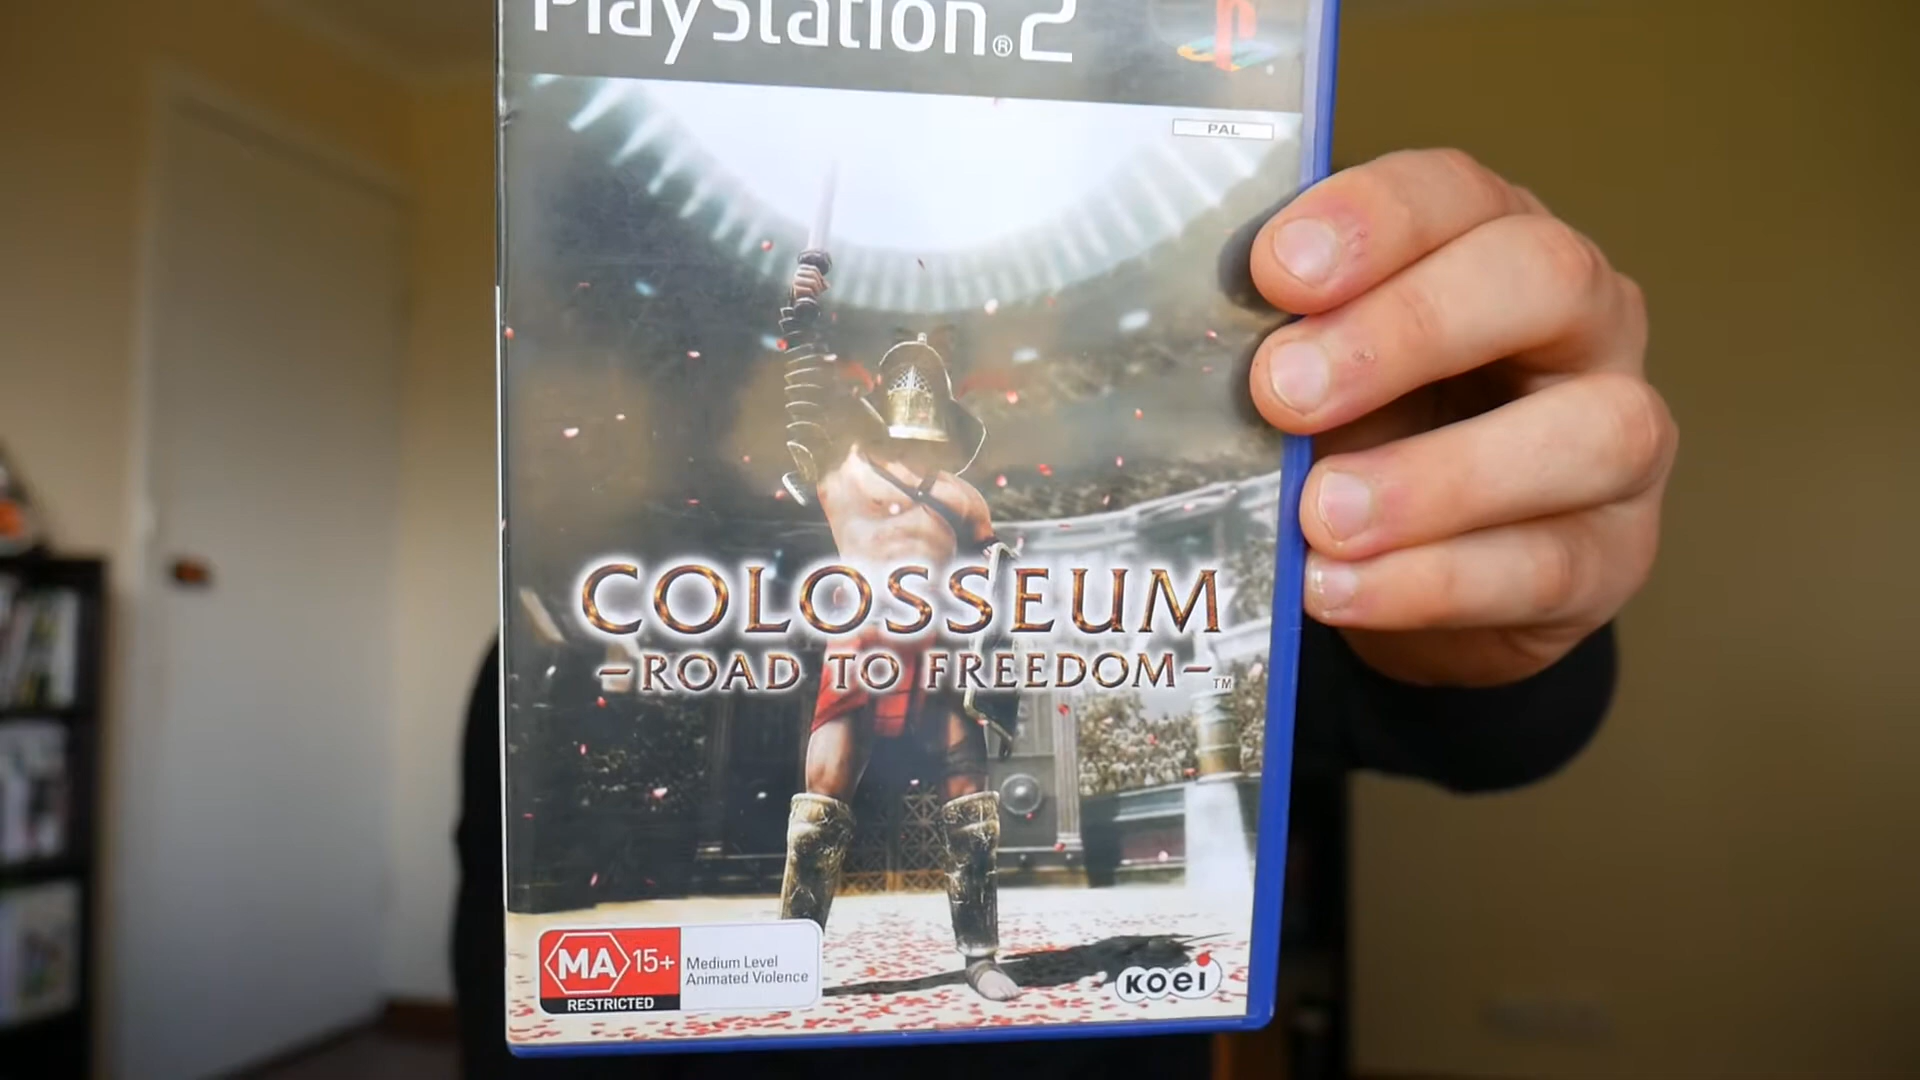 PlayStation®2
PAL
COLOSSEUM
-ROAD TO FREEDOM-™
MA 15+
RESTRICTED
Medium Level
Animated Violence
KOEI